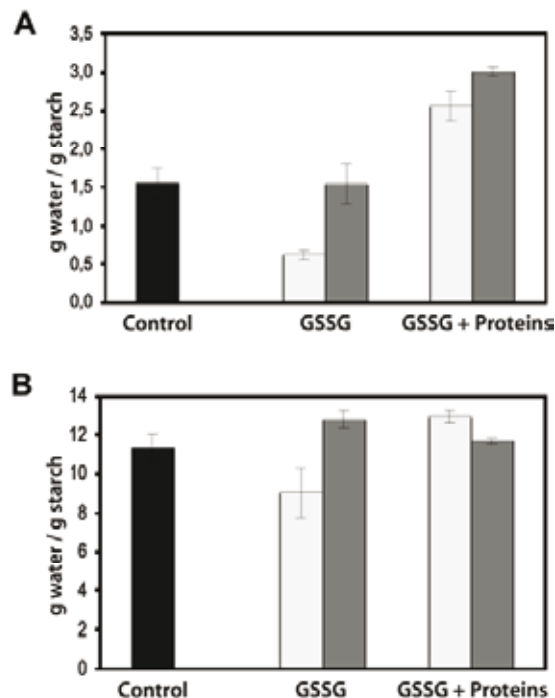 A
g water / g starch
3,5
3,0
2,5
2,0
1,5
1,0
0,5
0,0
Control GSSG GSSG + Proteins
B
g water / g starch
14
12
10
8
6
4
2
0
Control GSSG GSSG + Proteins